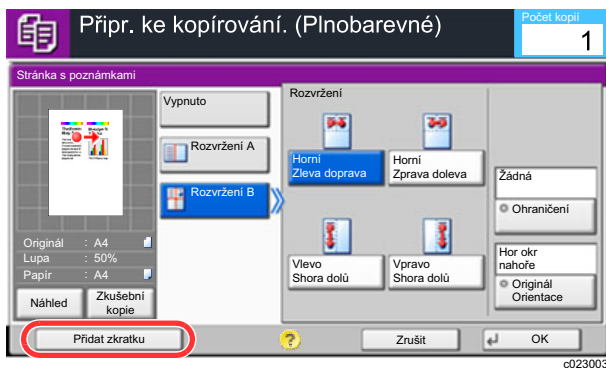 Připr. ke kopírování. (Plnobarevné)
Počet kopií
1
Stránka s poznámkami
Vypnuto
Rozvržení A
Rozvržení B
Rozvržení
Horní
Zleva doprava
Horní
Zprava doleva
Vlevo
Shora dolů
Vpravo
Shora dolů
Žádná
Ohraničení
Hor okr
nahoře
Originál
Orientace
Originál : A4
Lupa : 50%
Papír : A4
Náhled
Zkušební
kopie
Přidat zkratku
?
Zrušit
OK
c023003